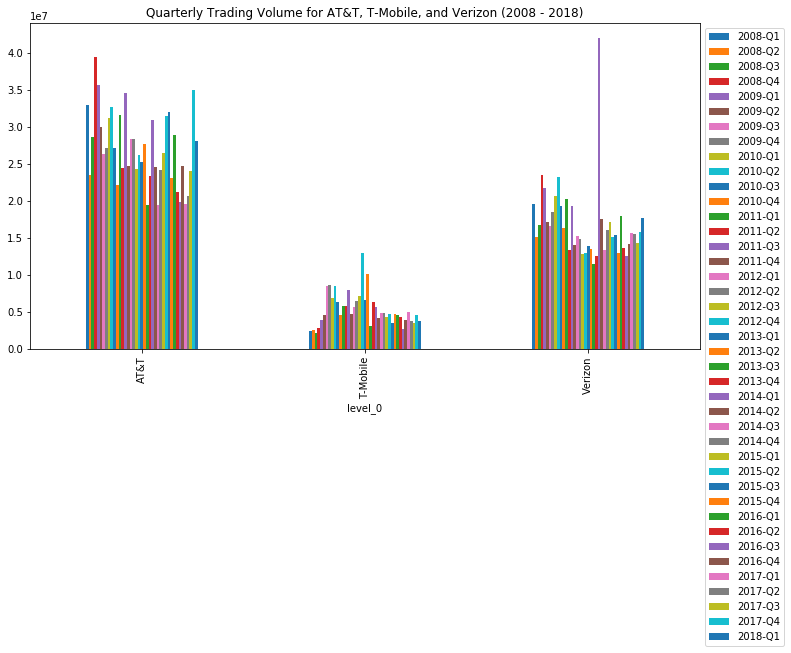 Quarterly Trading Volume for AT&T, T-Mobile, and Verizon (2008 - 2018)
1e7
4.0
3.5
3.0
2.5
2.0
1.5
1.0
0.5
0.0
AT&T
T-Mobile
Verizon
level_0
2008-Q1
2008-Q2
2008-Q3
2008-Q4
2009-Q1
2009-Q2
2009-Q3
2009-Q4
2010-Q1
2010-Q2
2010-Q3
2010-Q4
2011-Q1
2011-Q2
2011-Q3
2011-Q4
2012-Q1
2012-Q2
2012-Q3
2012-Q4
2013-Q1
2013-Q2
2013-Q3
2013-Q4
2014-Q1
2014-Q2
2014-Q3
2014-Q4
2015-Q1
2015-Q2
2015-Q3
2015-Q4
2016-Q1
2016-Q2
2016-Q3
2016-Q4
2017-Q1
2017-Q2
2017-Q3
2017-Q4
2018-Q1